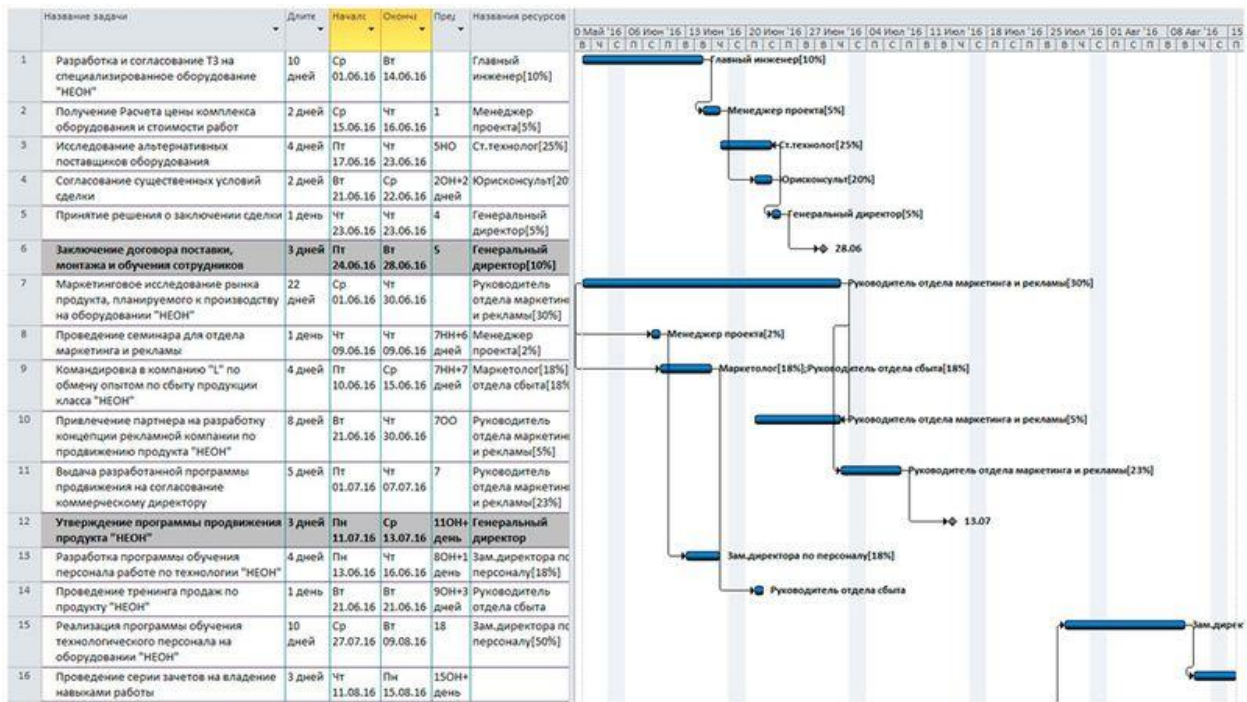 Название задачи Длите Начало Оконча Пред Названия ресурсов
0 Май '16 06 Июн '16 13 Июн '16 20 Июн '16 27 Июн '16 04 Июл '16 11 Июл '16 18 Июл '16 25 Июл '16 01 Авг '16 08 Авг '16 15
В Ч С П В В Ч С П В В Ч С П В В Ч С П В В Ч С П
1 Разработка и согласование ТЗ на 10 Ср Вт Главный
специализированное оборудование дней 01.06.16 14.06.16 инженер[10%]
"НЕОН"
Главный инженер[10%]
2 Получение Расчета цены комплекса 2 дней Ср Чт 1 Менеджер
оборудования и стоимости работ 15.06.16 16.06.16 проекта[5%]
Менеджер проекта[5%]
3 Исследование альтернативных 4 дней Пт Чт 5НО Ст.технолог[25%]
поставщиков оборудования 17.06.16 23.06.16
Ст.технолог[25%]
4 Согласование существенных условий 2 дней Вт Ср 2ОН+2 Юрисконсульт[20
сделки 21.06.16 22.06.16 дней
Юрисконсульт[20%]
5 Принятие решения о заключении сделки 1 день Чт Чт 4 Генеральный
23.06.16 23.06.16 директор[5%]
Генеральный директор[5%]
6 Заключение договора поставки, 3 дней Пт Вт 5 Генеральный
монтажа и обучения сотрудников 24.06.16 28.06.16 директор[10%]
28.06
7 Маркетинговое исследование рынка 22 Ср Чт Руководитель
продукта, планируемого к производству дней 01.06.16 30.06.16 отдела маркетинг
на оборудовании "НЕОН" и рекламы[30%]
Руководитель отдела маркетинга и рекламы[30%]
8 Проведение семинара для отдела 1 день Чт Чт 7НН+6 Менеджер
маркетинга и рекламы 09.06.16 09.06.16 дней проекта[2%]
Менеджер проекта[2%]
9 Командировка в компанию "L" по 4 дней Пт Ср 7НН+7 Маркетолог[18%]
обмену опытом по сбыту продукции 10.06.16 15.06.16 дней отдела сбыта[18%
класса "НЕОН"
Маркетолог[18%];Руководитель отдела сбыта[18%]
10 Привлечение партнера на разработку 8 дней Вт Чт 7ОО Руководитель
концепции рекламной компании по 21.06.16 30.06.16 отдела маркетинг
продвижению продукта "НЕОН" и рекламы[5%]
Руководитель отдела маркетинга и рекламы[5%]
11 Выдача разработанной программы 5 дней Пт Чт 7 Руководитель
продвижения на согласование 01.07.16 07.07.16 отдела маркетинг
коммерческому директору и рекламы[23%]
Руководитель отдела маркетинга и рекламы[23%]
12 Утверждение программы продвижения 3 дней Пн Ср 11ОН+ Генеральный
продукта "НЕОН" 11.07.16 13.07.16 день директор
13.07
13 Разработка программы обучения 4 дней Пн Чт 8ОН+1 Зам.директора по
персонала работе по технологии "НЕОН" 13.06.16 16.06.16 день персоналу[18%]
Зам.директора по персоналу[18%]
14 Проведение тренинга продаж по 1 день Вт Вт 9ОН+3 Руководитель
продукту "НЕОН" 21.06.16 21.06.16 дней отдела сбыта
Руководитель отдела сбыта
15 Реализация программы обучения 10 Ср Вт 18 Зам.директора по
технологического персонала на дней 27.07.16 09.08.16 персоналу[50%]
оборудовании "НЕОН"
Зам.дирек
16 Проведение серии зачетов на владение 3 дней Чт Пн 15ОН+
навыками работы 11.08.16 15.08.16 день